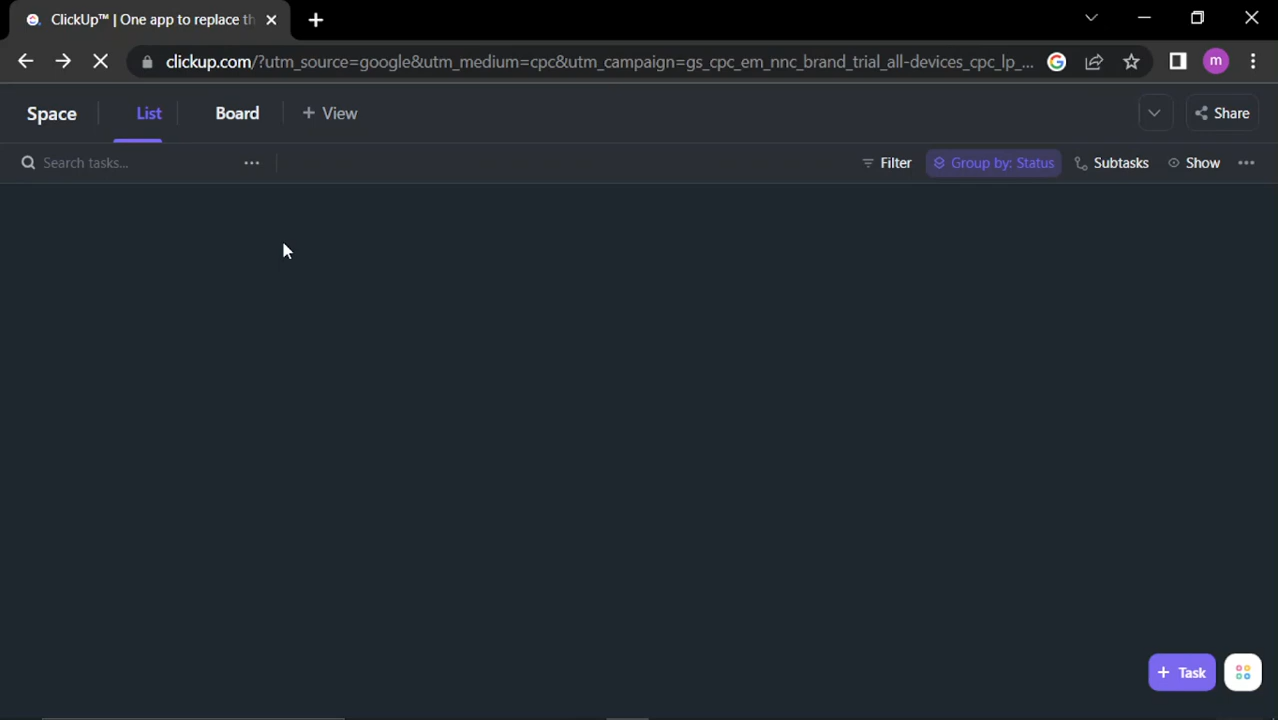 ClickUp™ | One app to replace th
clickup.com/?utm_source=google&utm_medium=cpc&utm_campaign=gs_cpc_em_nnc_brand_trial_all-devices_cpc_lp_...
m
Space
List
Board
+ View
Share
Search tasks...
Filter
Group by: Status
Subtasks
Show
+ Task